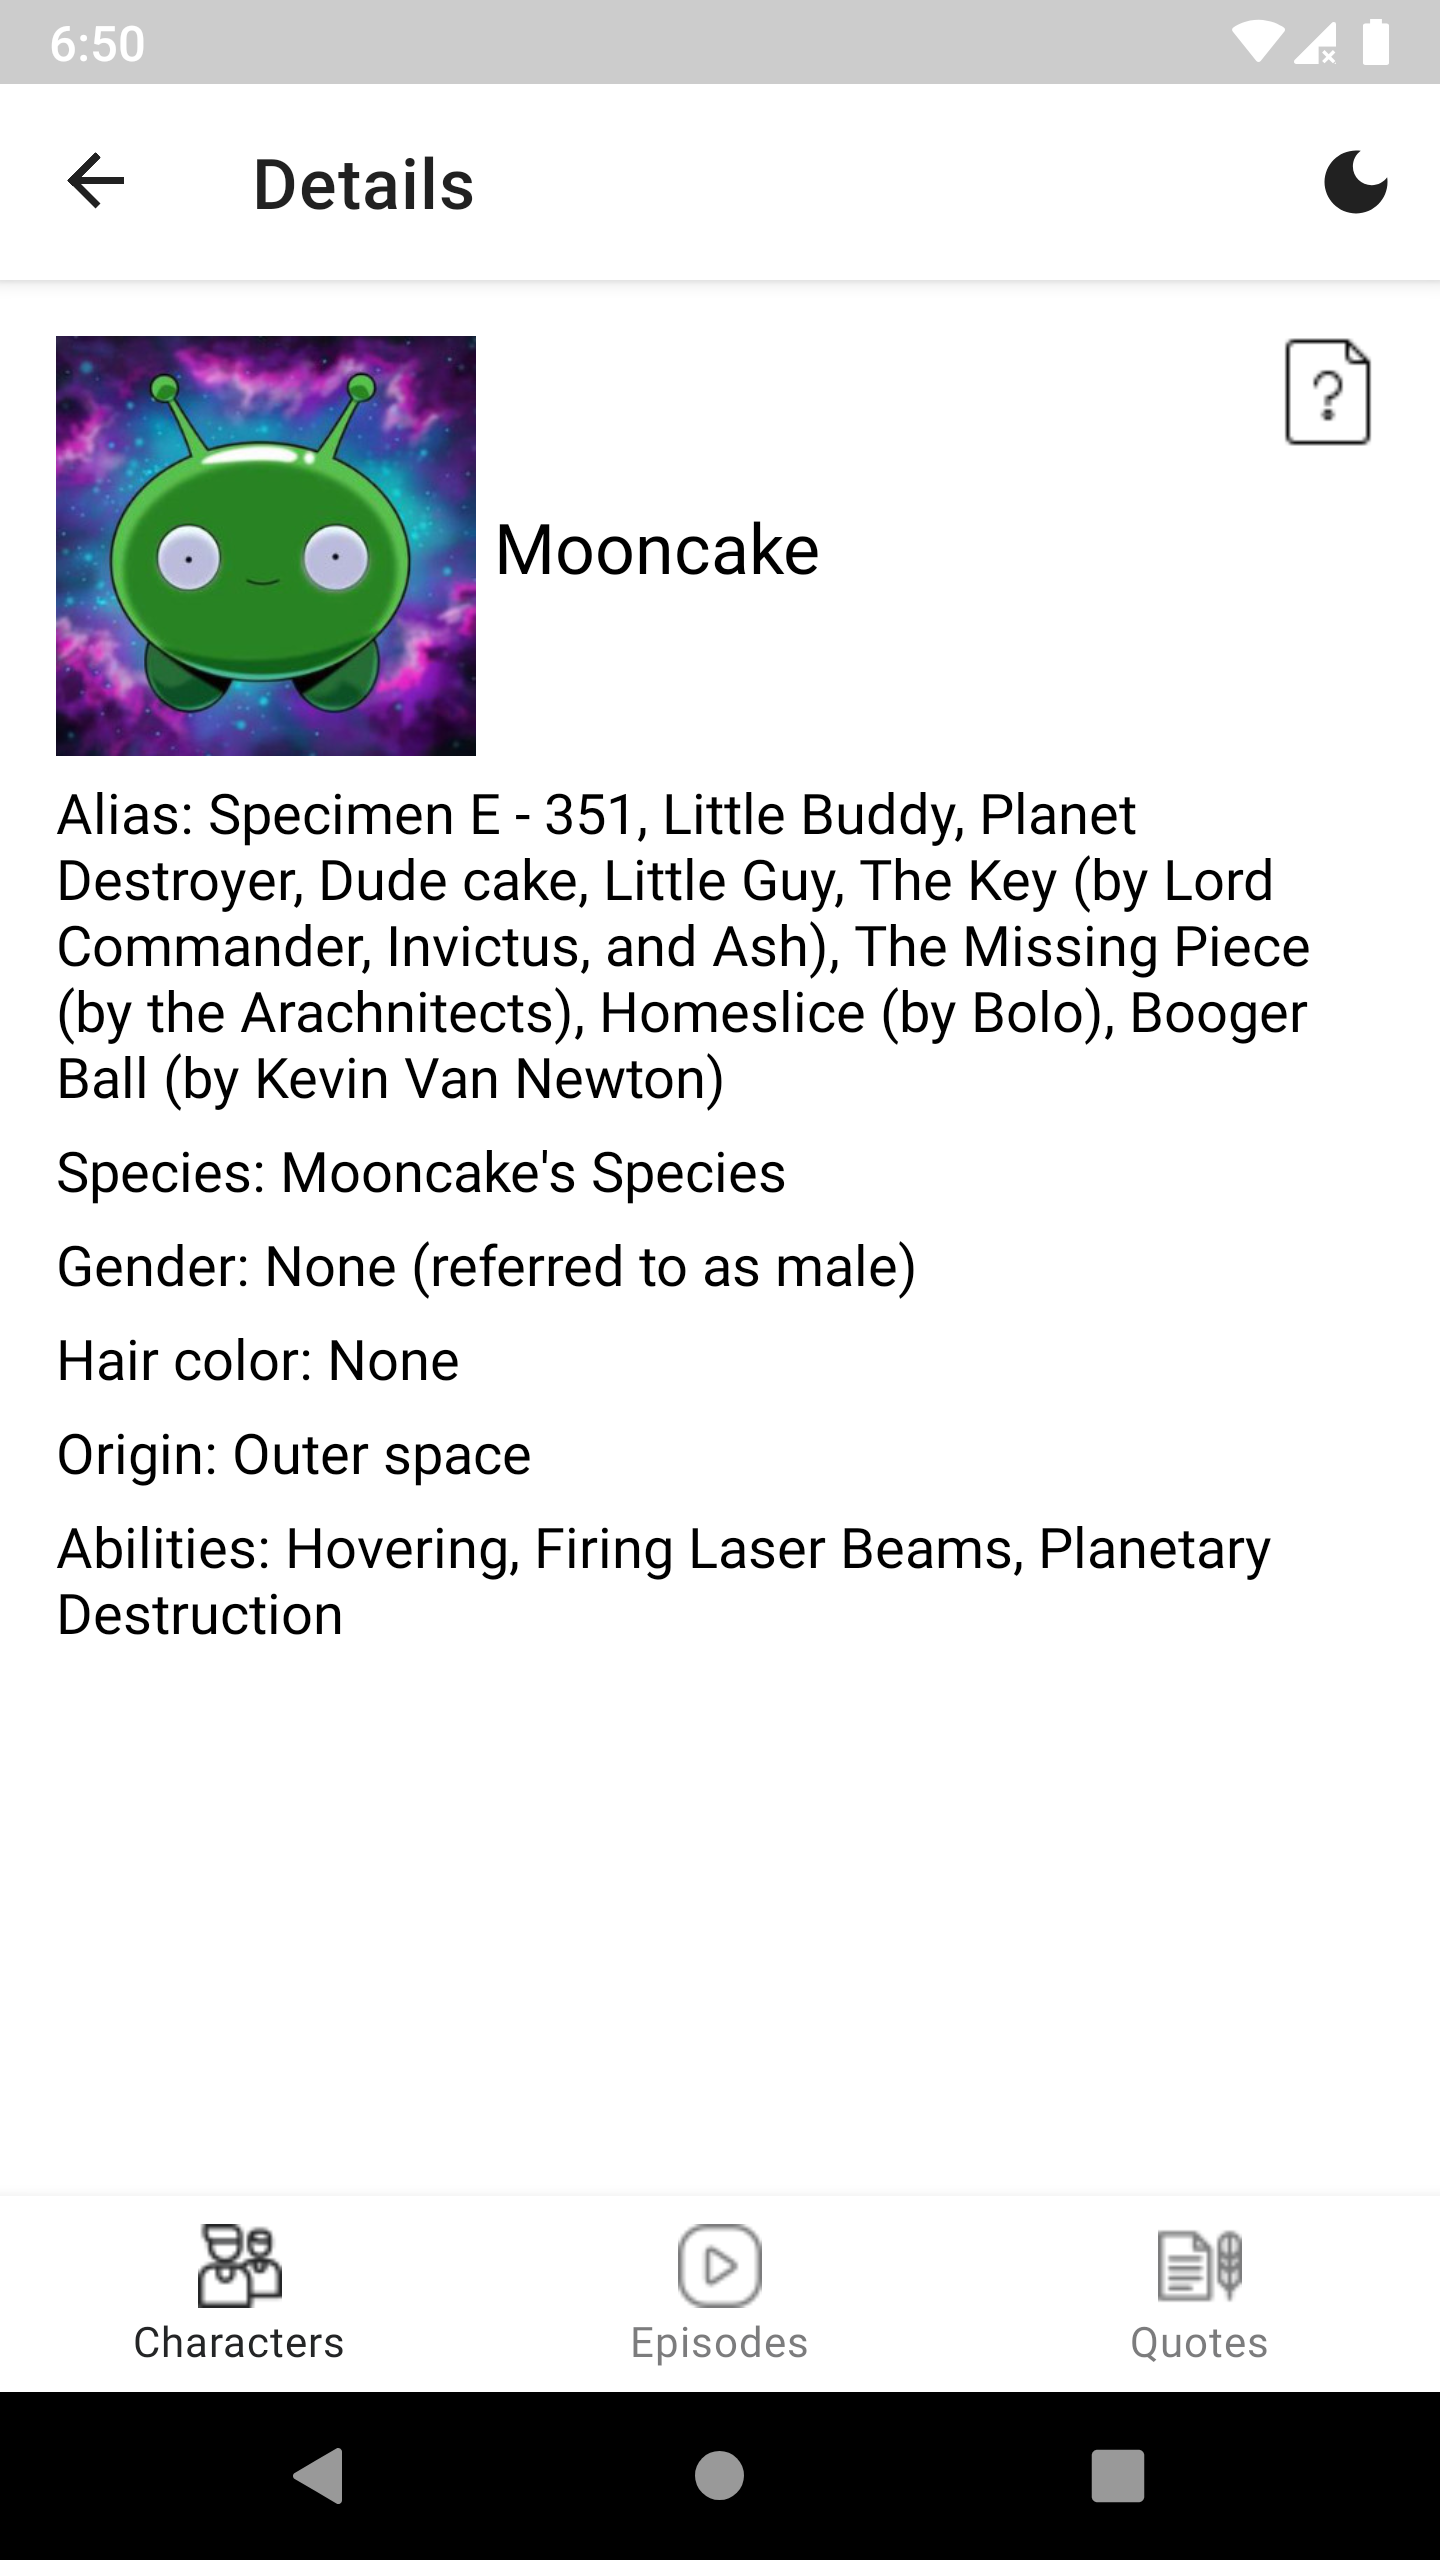 6:50
Details
?
Mooncake
Alias: Specimen E - 351, Little Buddy, Planet
Destroyer, Dude cake, Little Guy, The Key (by Lord
Commander, Invictus, and Ash), The Missing Piece
(by the Arachnitects), Homeslice (by Bolo), Booger
Ball (by Kevin Van Newton)
Species: Mooncake's Species
Gender: None (referred to as male)
Hair color: None
Origin: Outer space
Abilities: Hovering, Firing Laser Beams, Planetary
Destruction
Characters
Episodes
Quotes